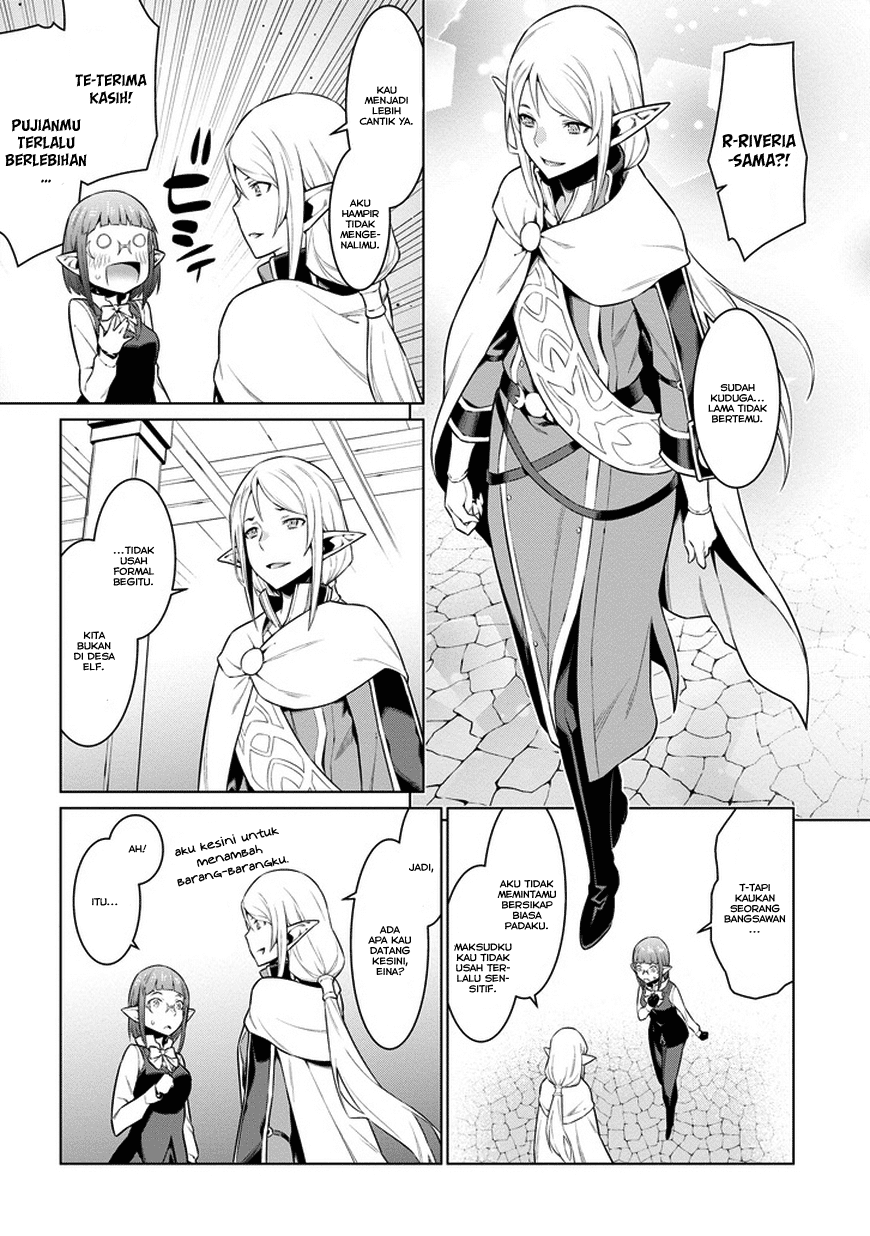 R-RIVERIA
-SAMA?!
SUDAH
KUDUGA...
LAMA TIDAK
BERTEMU.
KAU
MENJADI
LEBIH
CANTIK YA.
AKU
HAMPIR
TIDAK
MENGE-
NALIMU.
TE-TERIMA
KASIH!
PUJIANMU
TERLALU
BERLEBIHAN
...
ビクッ
...TIDAK
USAH
FORMAL
BEGITU.
KITA
BUKAN
DI DESA
ELF.
T-TAPI
KAUKAN
SEORANG
BANGSAWAN
...
AKU TIDAK
MEMINTAMU
BERSIKAP
BIASA
PADAKU.
MAKSUDKU
KAU TIDAK
USAH TER-
LALU SEN-
SITIF.
JADI,
ADA
APA KAU
DATANG
KESINI,
EINA?
aku kesini untuk
menambah
barang-barangku.
AH!
ITU...